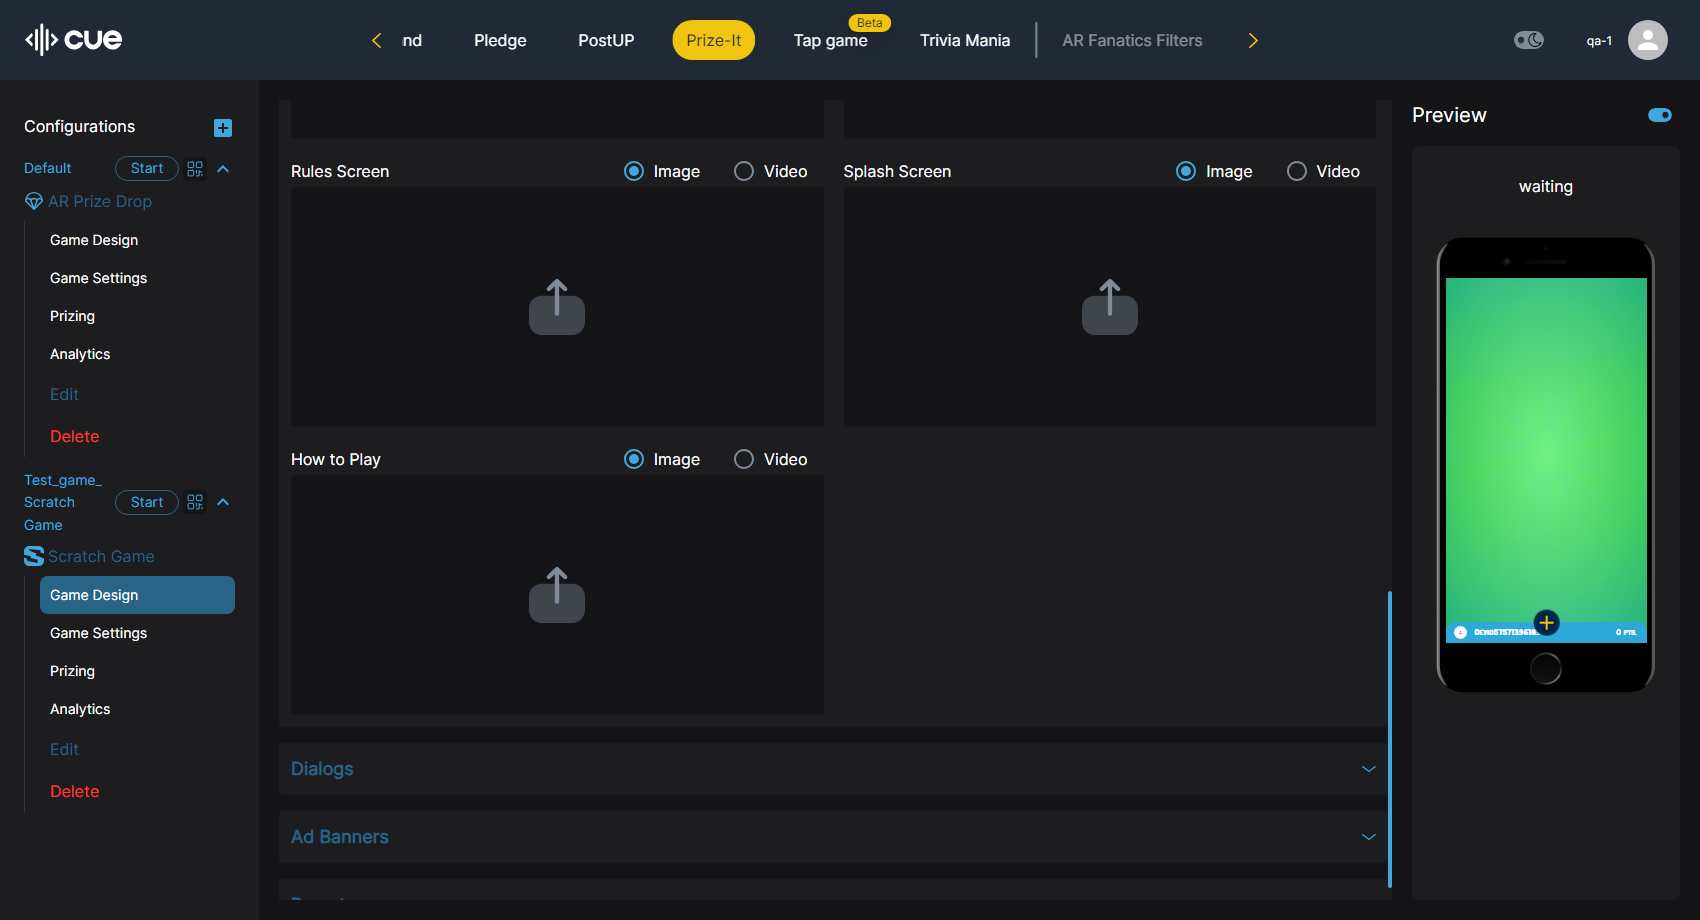 cue
nd
Pledge
PostUP
Prize-It
Beta
Tap game
Trivia Mania
AR Fanatics Filters
qa-1
Configurations
Default
Start
AR Prize Drop
Game Design
Game Settings
Prizing
Analytics
Edit
Delete
Test_game_
Scratch
Game
Start
Scratch Game
Game Design
Game Settings
Prizing
Analytics
Edit
Delete
Rules Screen
Image
Video
Splash Screen
Image
Video
How to Play
Image
Video
Dialogs
Ad Banners
Preview
waiting
0 PTS.